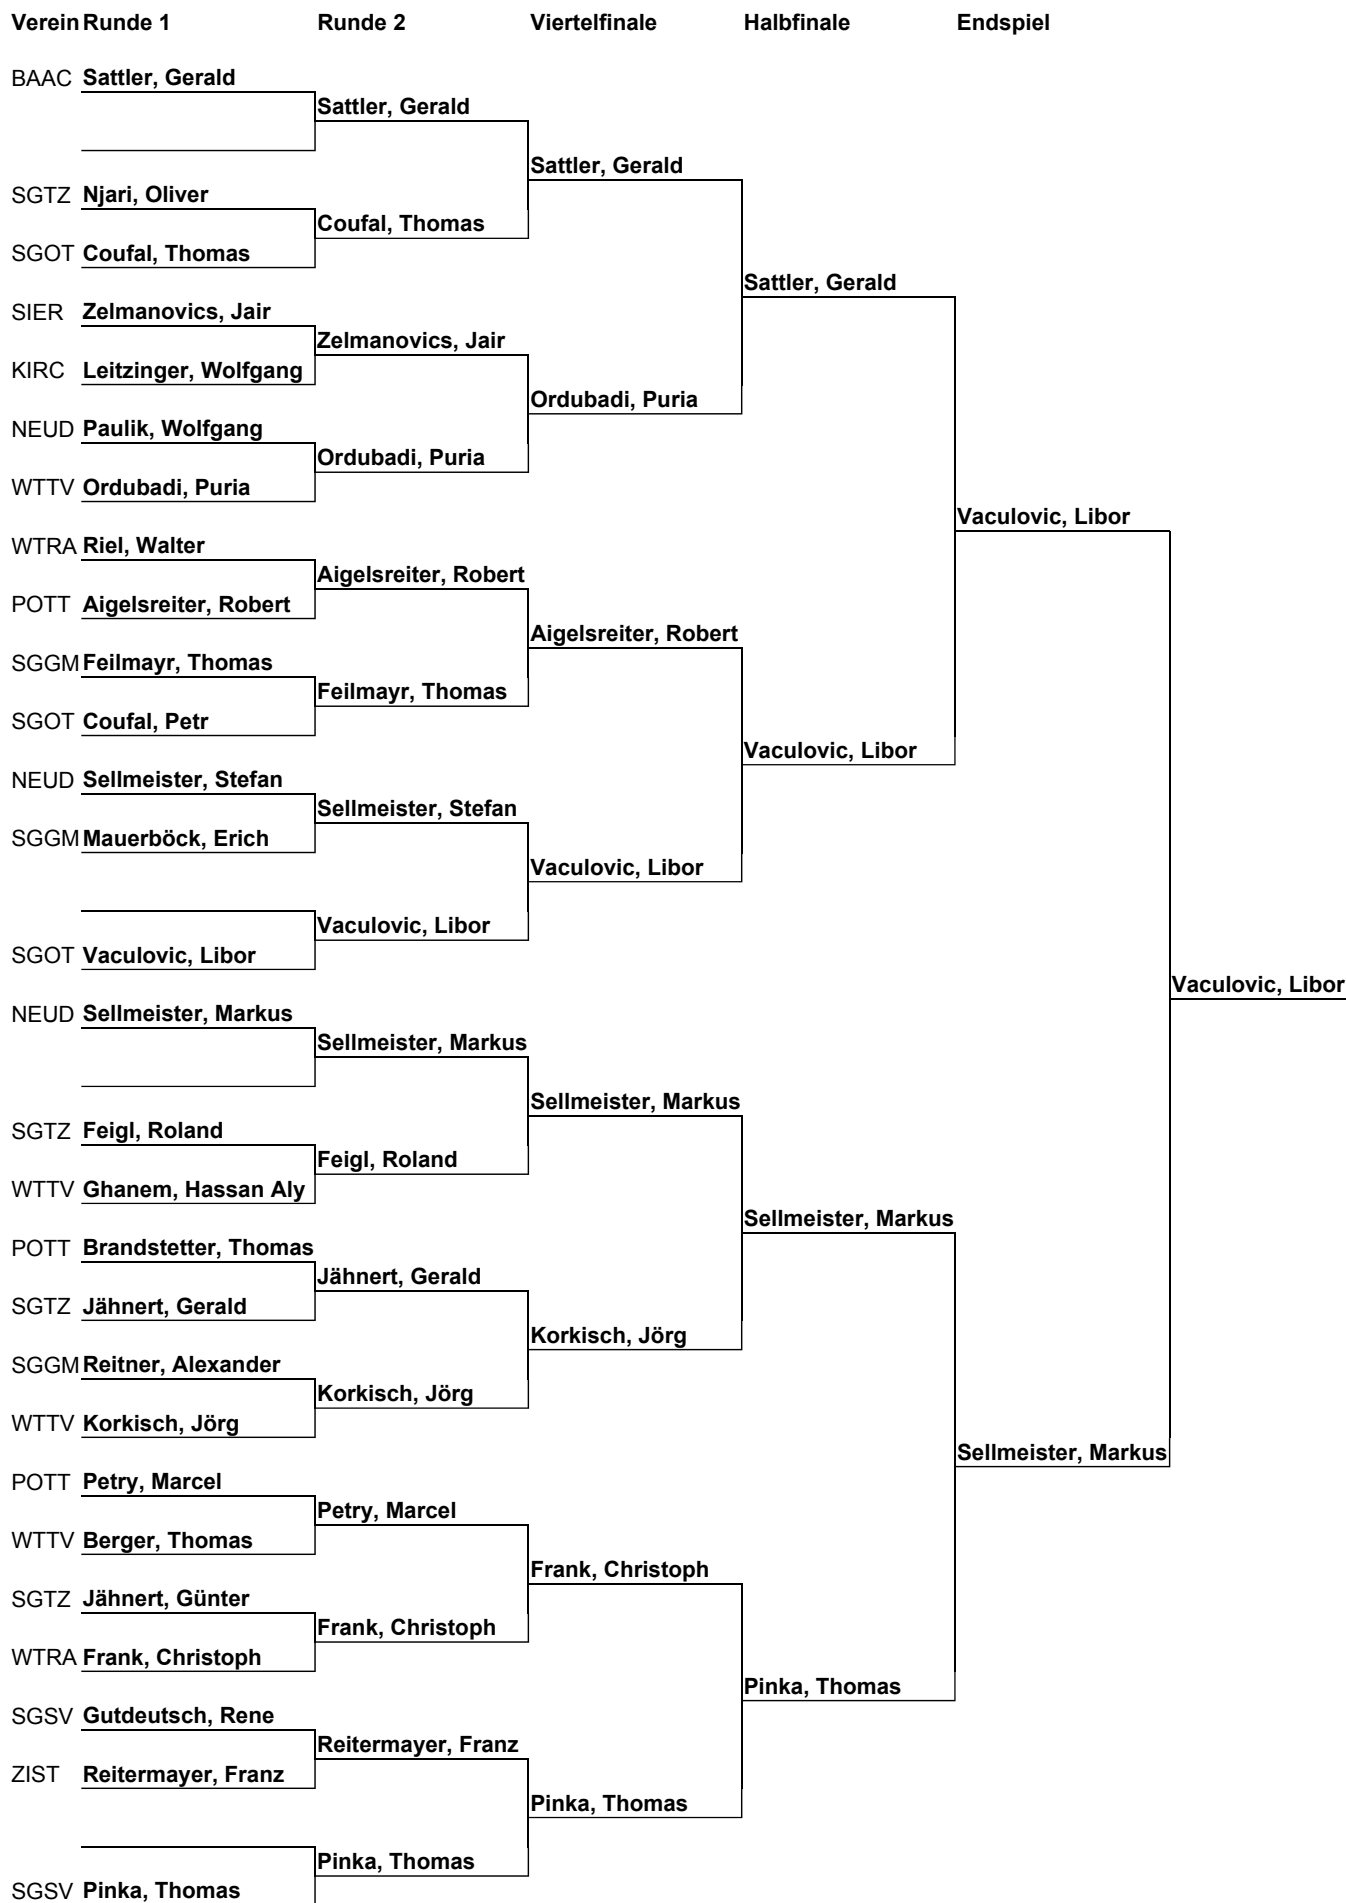 Verein Runde 1 Runde 2 Viertelfinale Halbfinale Endspiel
BAAC Sattler, Gerald
Sattler, Gerald
Sattler, Gerald
SGTZ Njari, Oliver
Coufal, Thomas
SGOT Coufal, Thomas
Sattler, Gerald
SIER Zelmanovics, Jair
Zelmanovics, Jair
KIRC Leitzinger, Wolfgang
Ordubadi, Puria
NEUD Paulik, Wolfgang
Ordubadi, Puria
WTTV Ordubadi, Puria
Vaculovic, Libor
WTRA Riel, Walter
Aigelsreiter, Robert
POTT Aigelsreiter, Robert
Aigelsreiter, Robert
SGGM Feilmayr, Thomas
Feilmayr, Thomas
SGOT Coufal, Petr
Vaculovic, Libor
NEUD Sellmeister, Stefan
Sellmeister, Stefan
SGGM Mauerböck, Erich
Vaculovic, Libor
Vaculovic, Libor
SGOT Vaculovic, Libor
Vaculovic, Libor
NEUD Sellmeister, Markus
Sellmeister, Markus
Sellmeister, Markus
SGTZ Feigl, Roland
Feigl, Roland
WTTV Ghanem, Hassan Aly
Sellmeister, Markus
POTT Brandstetter, Thomas
Jähnert, Gerald
SGTZ Jähnert, Gerald
Korkisch, Jörg
SGGM Reitner, Alexander
Korkisch, Jörg
WTTV Korkisch, Jörg
Sellmeister, Markus
POTT Petry, Marcel
Petry, Marcel
WTTV Berger, Thomas
Frank, Christoph
SGTZ Jähnert, Günter
Frank, Christoph
WTRA Frank, Christoph
Pinka, Thomas
SGSV Gutdeutsch, Rene
Reitermayer, Franz
ZIST Reitermayer, Franz
Pinka, Thomas
Pinka, Thomas
SGSV Pinka, Thomas